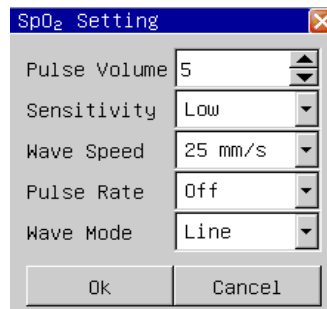 SpO₂ Setting
Pulse Volume 5
Sensitivity Low
Wave Speed 25 mm/s
Pulse Rate Off
Wave Mode Line
Ok Cancel